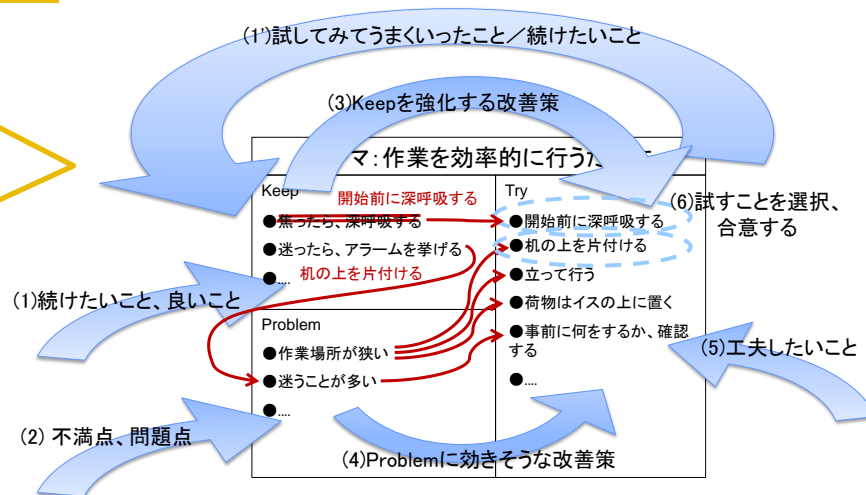 (1')試してみてうまくいったこと／続けたいこと
(3)Keepを強化する改善策
マ：作業を効率的に行うた
Keep
開始前に深呼吸する
●焦ったら、深呼吸する
●迷ったら、アラームを挙げる
●....
机の上を片付ける
Try
●開始前に深呼吸する
●机の上を片付ける
●立って行う
●荷物はイスの上に置く
●事前に何をするか、確認
する
●....
(6)試すことを選択、
合意する
(1)続けたいこと、良いこと
Problem
●作業場所が狭い
●迷うことが多い
●....
(5)工夫したいこと
(2) 不満点、問題点
(4)Problemに効きそうな改善策